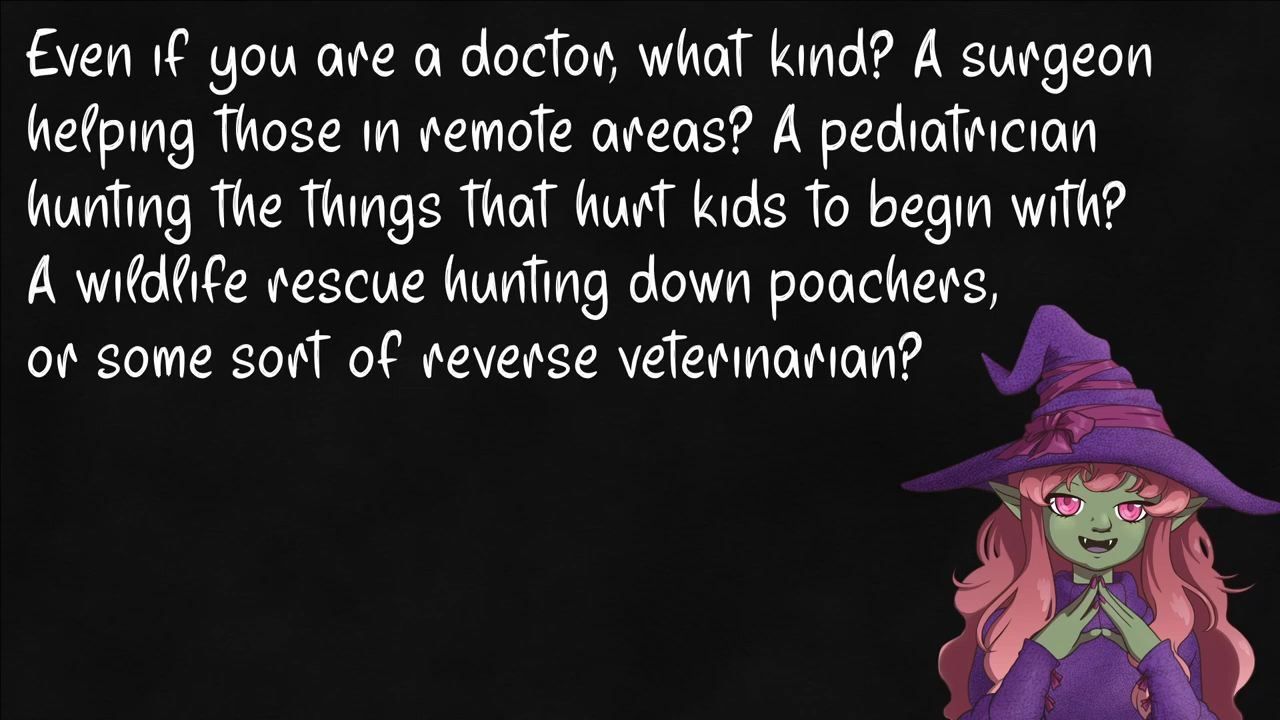 Even if you are a doctor, what kind? A surgeon
helping those in remote areas? A pediatrician
hunting the things that hurt kids to begin with?
A wildlife rescue hunting down poachers,
or some sort of reverse veterinarian?